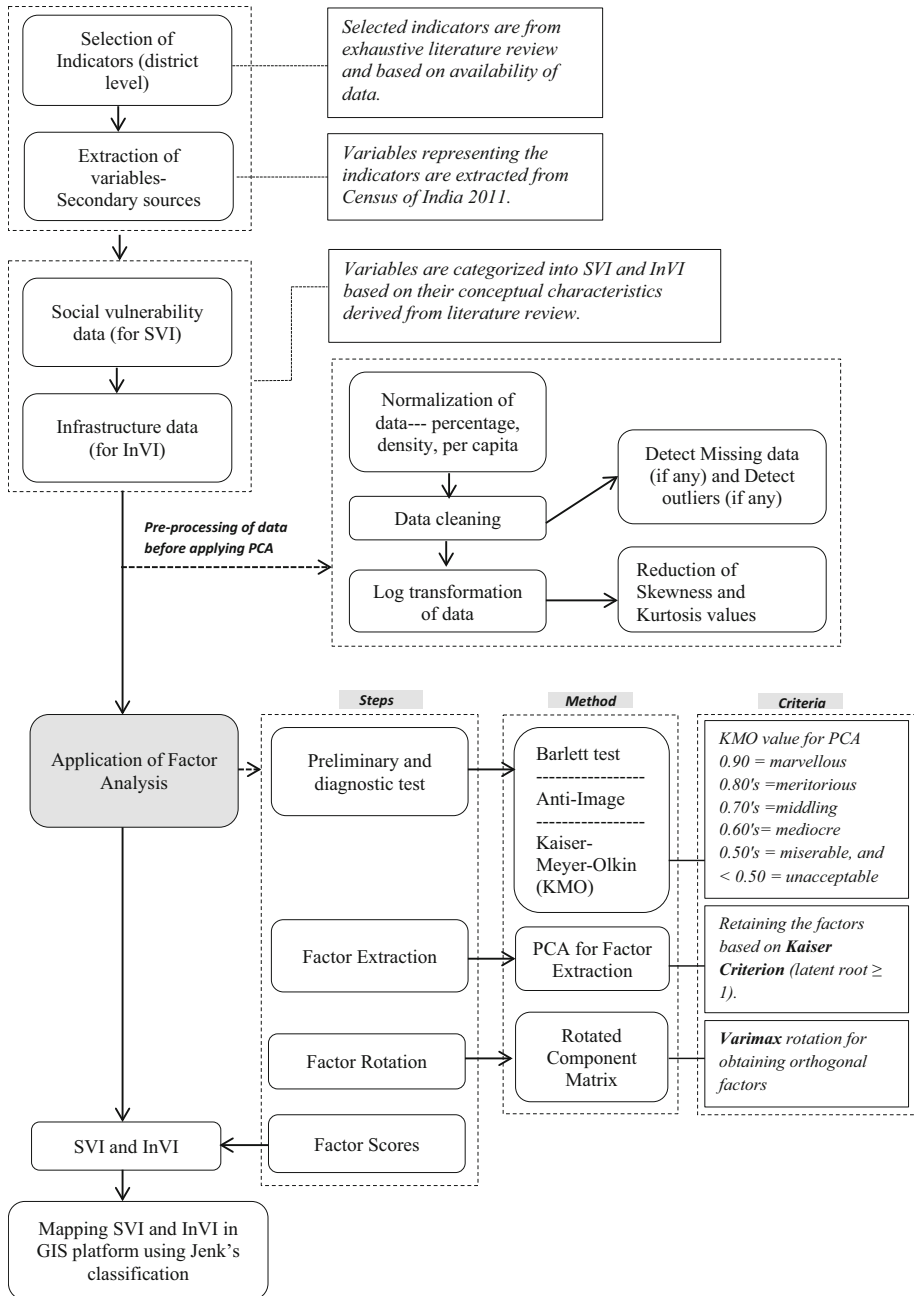 Selection of
Indicators (district
level)
Selected indicators are from
exhaustive literature review
and based on availability of
data.
Extraction of
variables-
Secondary sources
Variables representing the
indicators are extracted from
Census of India 2011.
Social vulnerability
data (for SVI)
Variables are categorized into SVI and InVI
based on their conceptual characteristics
derived from literature review.
Infrastructure data
(for InVI)
Normalization of
data--- percentage,
density, per capita
Detect Missing data
(if any) and Detect
outliers (if any)
Data cleaning
Pre-processing of data
before applying PCA
Log transformation
of data
Reduction of
Skewness and
Kurtosis values
Steps
Method
Criteria
Application of Factor
Analysis
Preliminary and
diagnostic test
Barlett test
-----------------
Anti-Image
-----------------
Kaiser-
Meyer-Olkin
(KMO)
KMO value for PCA
0.90 = marvellous
0.80's =meritorious
0.70's =middling
0.60's= mediocre
0.50's = miserable, and
< 0.50 = unacceptable
Factor Extraction
PCA for Factor
Extraction
Retaining the factors
based on Kaiser
Criterion (latent root ≥
1).
Factor Rotation
Rotated
Component
Matrix
Varimax rotation for
obtaining orthogonal
factors
SVI and InVI
Factor Scores
Mapping SVI and InVI in
GIS platform using Jenk's
classification